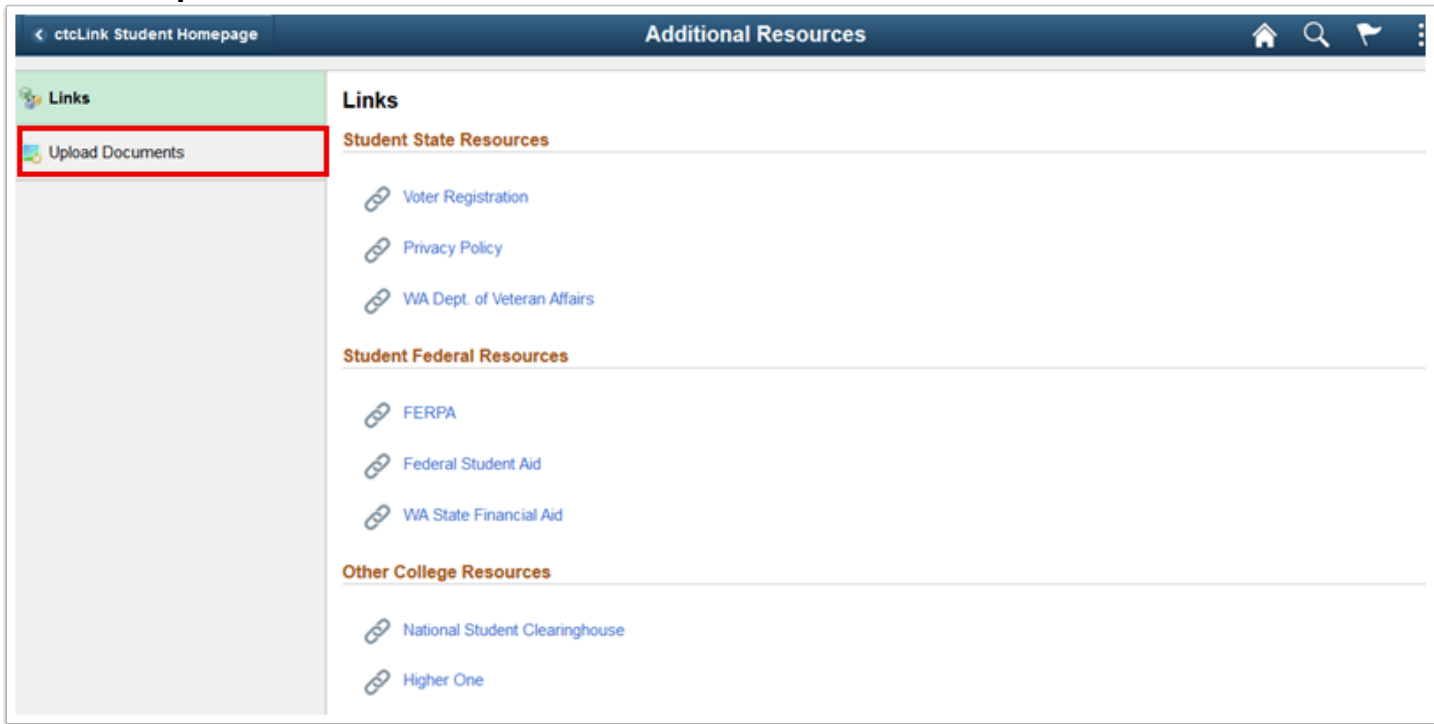 ctcLink Student Homepage
Additional Resources
Links
Upload Documents
Links
Student State Resources
Voter Registration
Privacy Policy
WA Dept. of Veteran Affairs
Student Federal Resources
FERPA
Federal Student Aid
WA State Financial Aid
Other College Resources
National Student Clearinghouse
Higher One